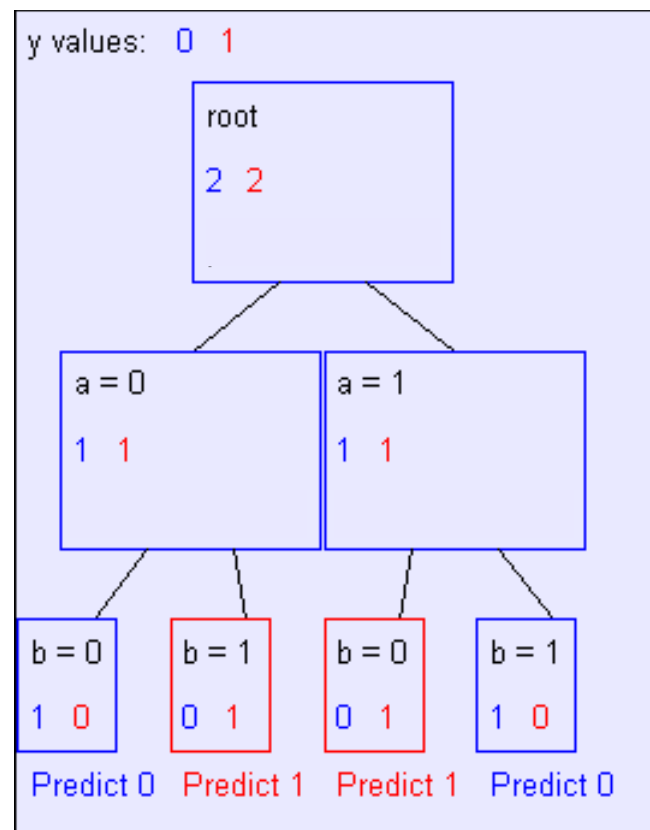 y values: 0 1
root
2 2
a = 0 a = 1
1 1 1 1
b = 0 b = 1 b = 0 b = 1
1 0 0 1 0 1 1 0
Predict 0 Predict 1 Predict 1 Predict 0